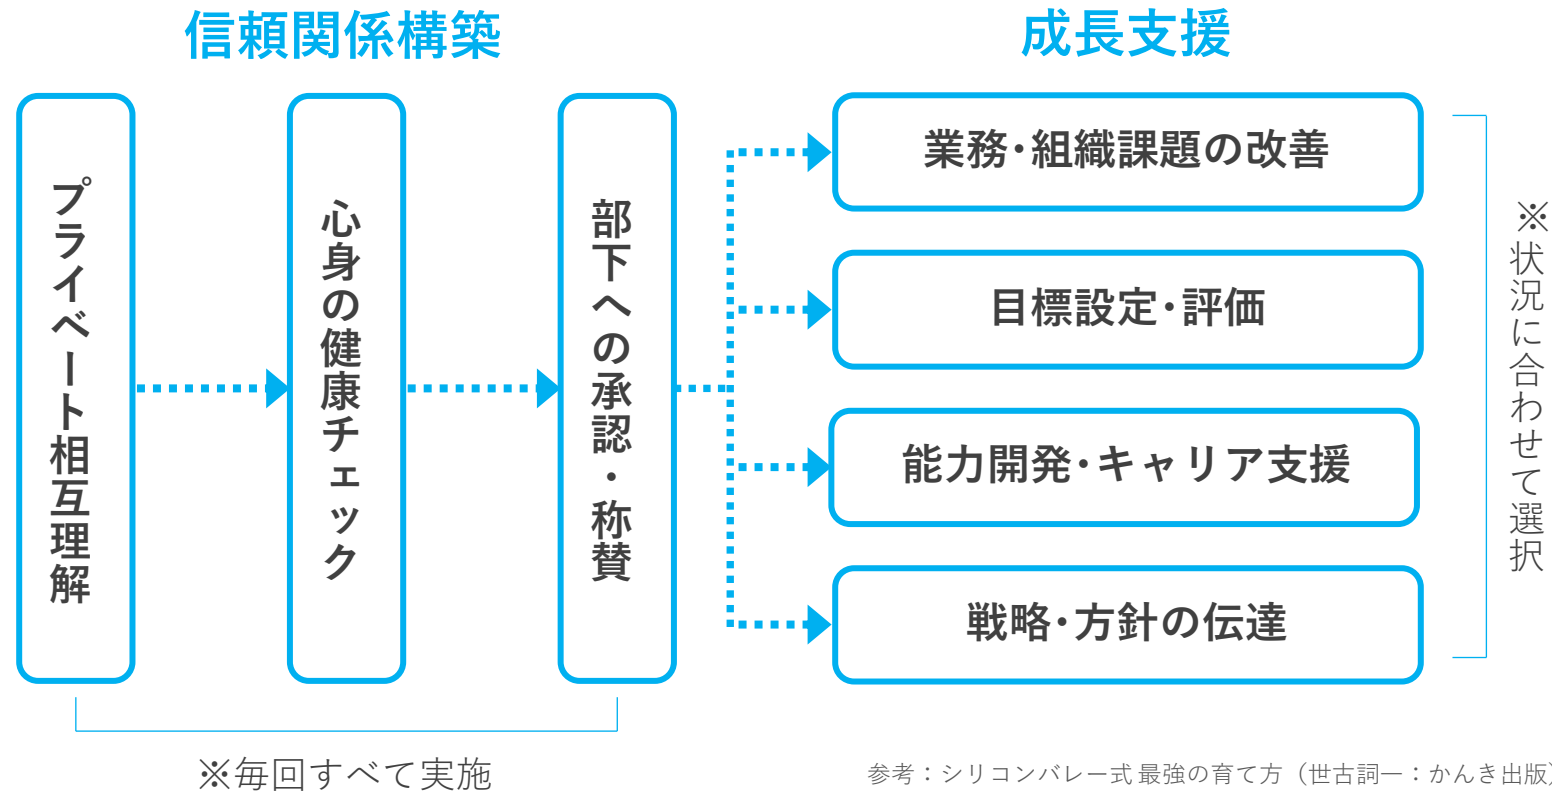 信頼関係構築
プライベート相互理解
心身の健康チェック
部下への承認・称賛
※毎回すべて実施
成長支援
業務・組織課題の改善
目標設定・評価
能力開発・キャリア支援
戦略・方針の伝達
※状況に合わせて選択
参考：シリコンバレー式 最強の育て方（世古詞一：かんき出版）